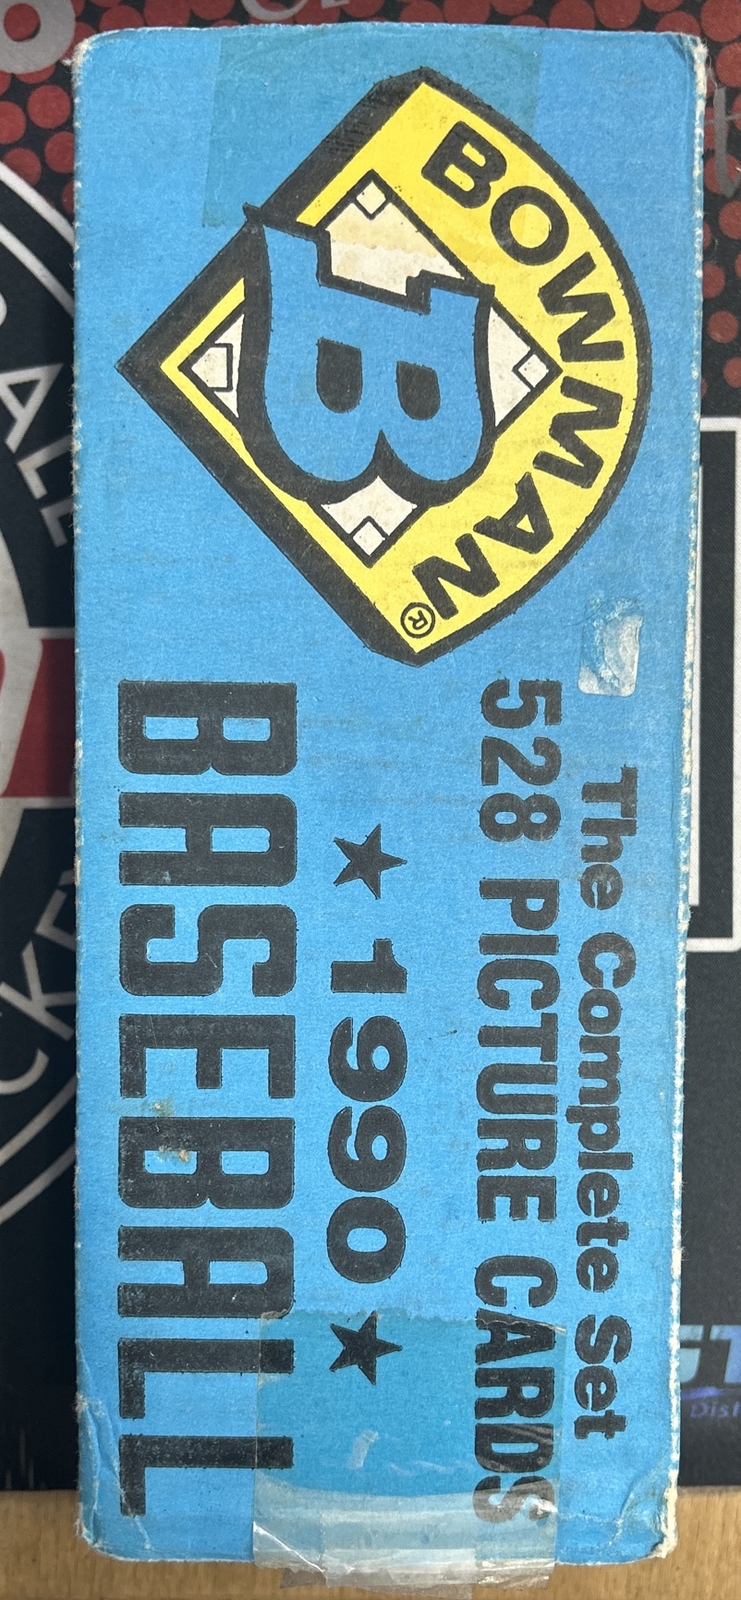 BOWMAN®
B
The Complete Set
528 PICTURE CARDS
★ 1990 ★
BASEBALL